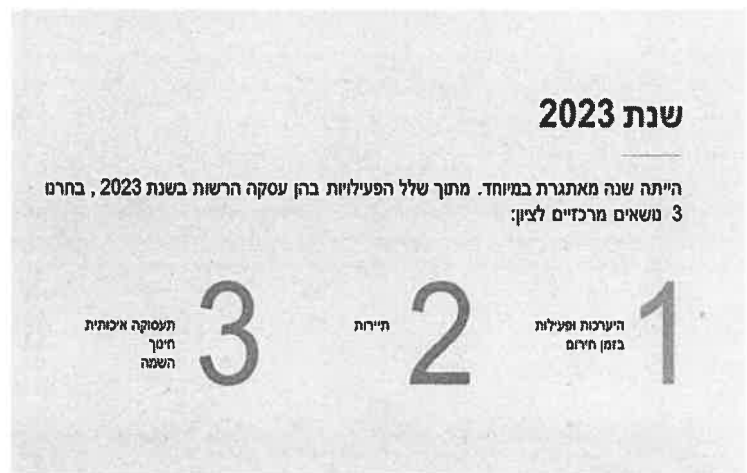 שנת 2023
הייתה שנה מאתגרת במיוחד. מתוך שלל הפעילויות בהן עסקה הרשות בשנת 2023 , בחרנו
3 נושאים מרכזיים לציון:
1
היערכות ופעילות
בזמן חירום
2
תיירות
3
תעסוקה איכותית
חינוך
השמה